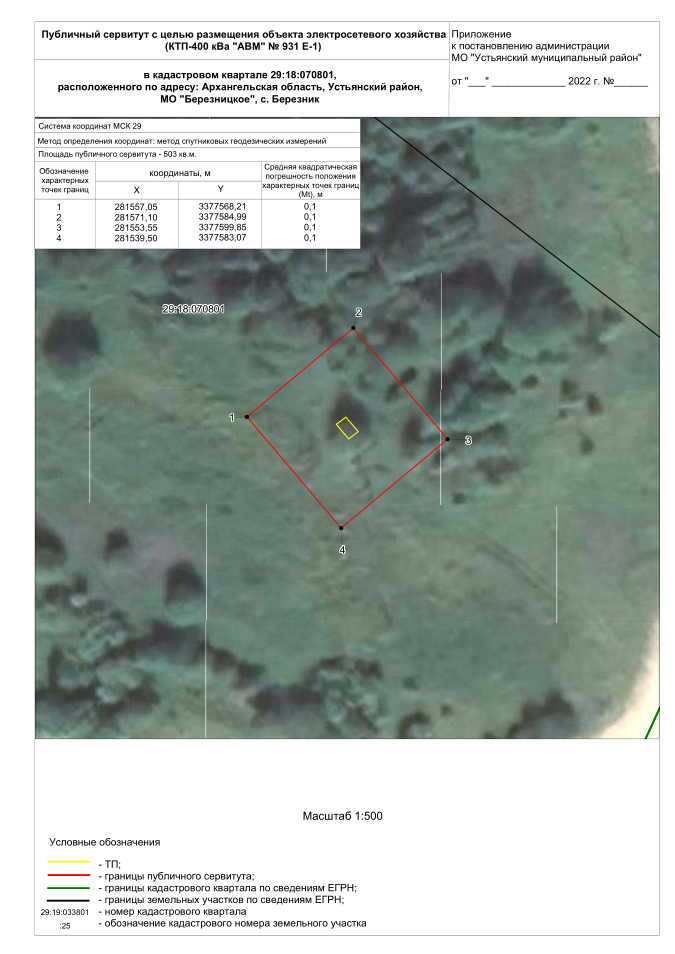 Публичный сервитут с целью размещения объекта электросетевого хозяйства
(КТП-400 кВа "АВМ" № 931 Е-1)
в кадастровом квартале 29:18:070801,
расположенного по адресу: Архангельская область, Устьянский район,
МО "Березницкое", с. Березник
Приложение
к постановлению администрации
МО "Устьянский муниципальный район"
от "___" ______________ 2022 г. №______
Система координат МСК 29
Метод определения координат: метод спутниковых геодезических измерений
Площадь публичного сервитута - 503 кв.м.
Обозначение характерных точек границ
координаты, м
X Y
Средняя квадратическая погрешность положения характерных точек границ (Mt), м
1 281557,05 3377568,21 0,1
2 281571,10 3377584,99 0,1
3 281553,55 3377599,85 0,1
4 281539,50 3377583,07 0,1
29:18:070801
2
1
3
4
Масштаб 1:500
Условные обозначения
- ТП;
- границы публичного сервитута;
- границы кадастрового квартала по сведениям ЕГРН;
- границы земельных участков по сведениям ЕГРН;
29:19:033801 - номер кадастрового квартала
:25 - обозначение кадастрового номера земельного участка